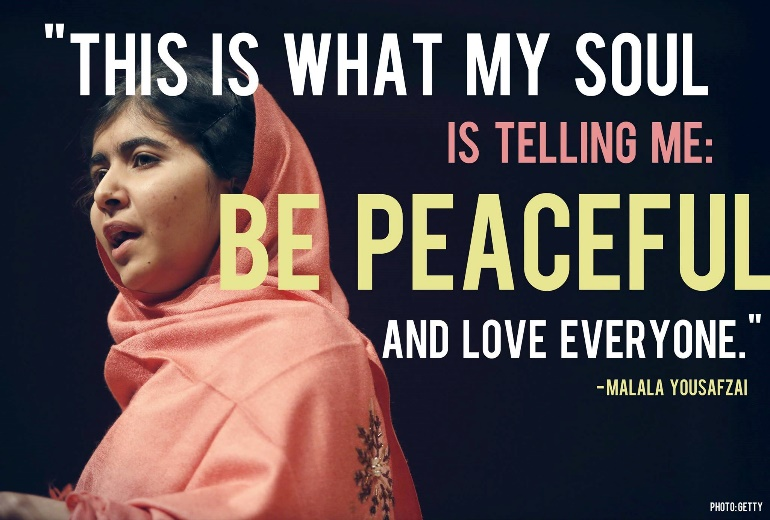 "THIS IS WHAT MY SOUL
IS TELLING ME:
BE PEACEFUL
AND LOVE EVERYONE."
-MALALA YOUSAFZAI
PHOTO:GETTY